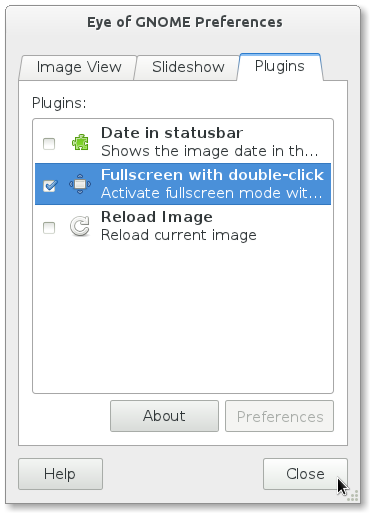 Eye of GNOME Preferences
Image View Slideshow Plugins
Plugins:
Date in statusbar
Shows the image date in th...
Fullscreen with double-click
Activate fullscreen mode wit...
Reload Image
Reload current image
About Preferences
Help Close